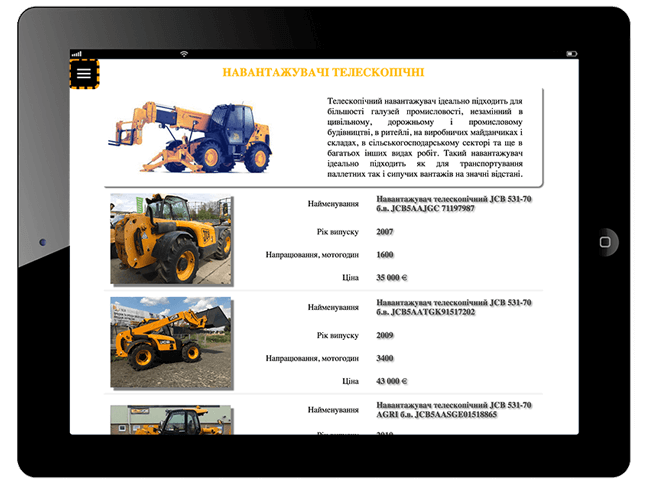 НАВАНТАЖУВАЧІ ТЕЛЕСКОПІЧНІ
Телескопічний навантажувач ідеально підходить для
більшості галузей промисловості, незамінний в
цивільному, дорожньому і промисловому
будівництві, в ритейлі, на виробничих майданчиках і
складах, в сільськогосподарському секторі та ще в
багатьох інших видах робіт. Такий навантажувач
ідеально підходить як для транспортування
паллетних так і сипучих вантажів на значні відстані.
Найменування
Навантажувач телескопічний JCB 531-70
б.в. JCB5AAJGC 71197987
Рік випуску 2007
Напрацювання, мотогодин 1600
Ціна 35 000 €
Найменування
Навантажувач телескопічний JCB 531-70
б.в. JCB5AATGK91517202
Рік випуску 2009
Напрацювання, мотогодин 3400
Ціна 43 000 €
Найменування
Навантажувач телескопічний JCB 531-70
AGRI б.в. JCB5AASGE01518865
Рік випуску 2010